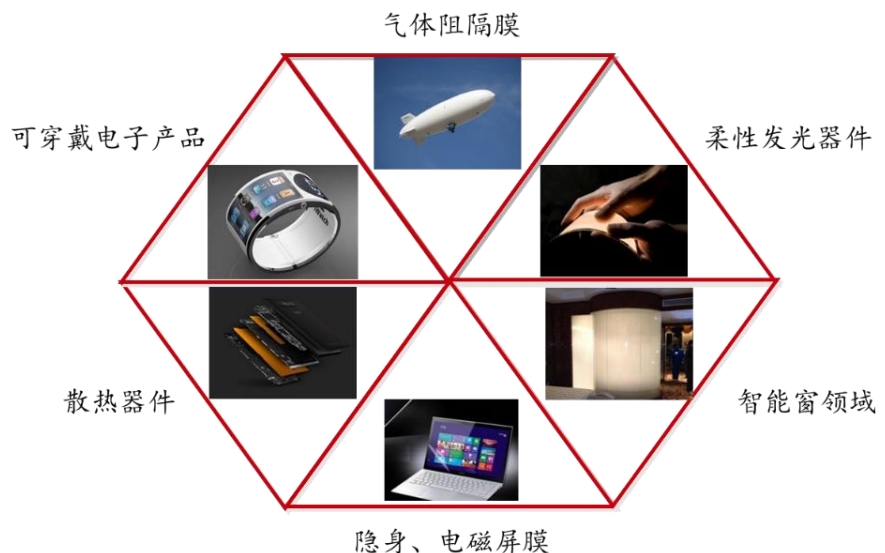 气体阻隔膜
可穿戴电子产品
柔性发光器件
散热器件
智能窗领域
隐身、电磁屏膜